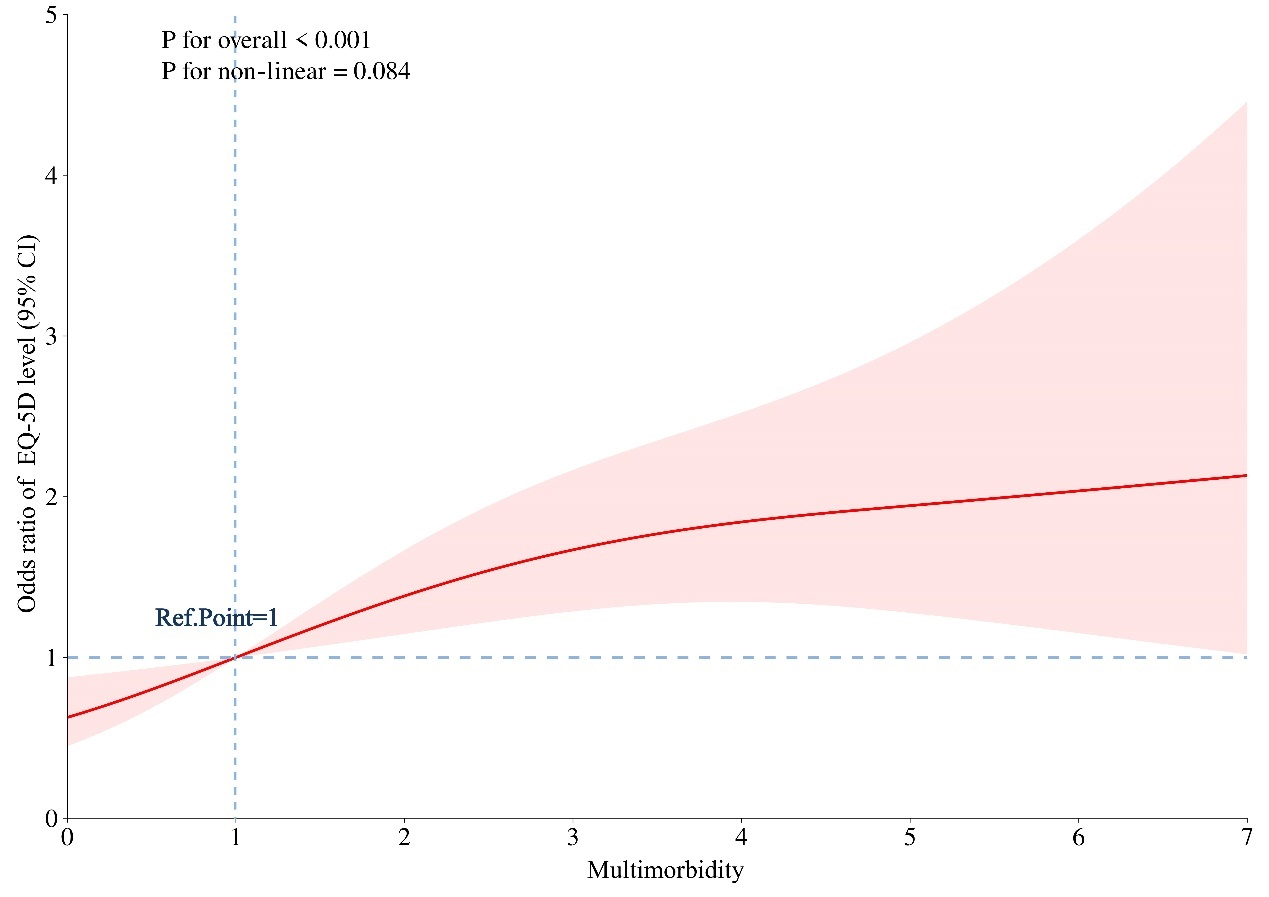 P for overall < 0.001
P for non-linear = 0.084
Odds ratio of EQ-5D level (95% CI)
5
4
3
2
1
0
Ref.Point=1
0 1 2 3 4 5 6 7
Multimorbidity